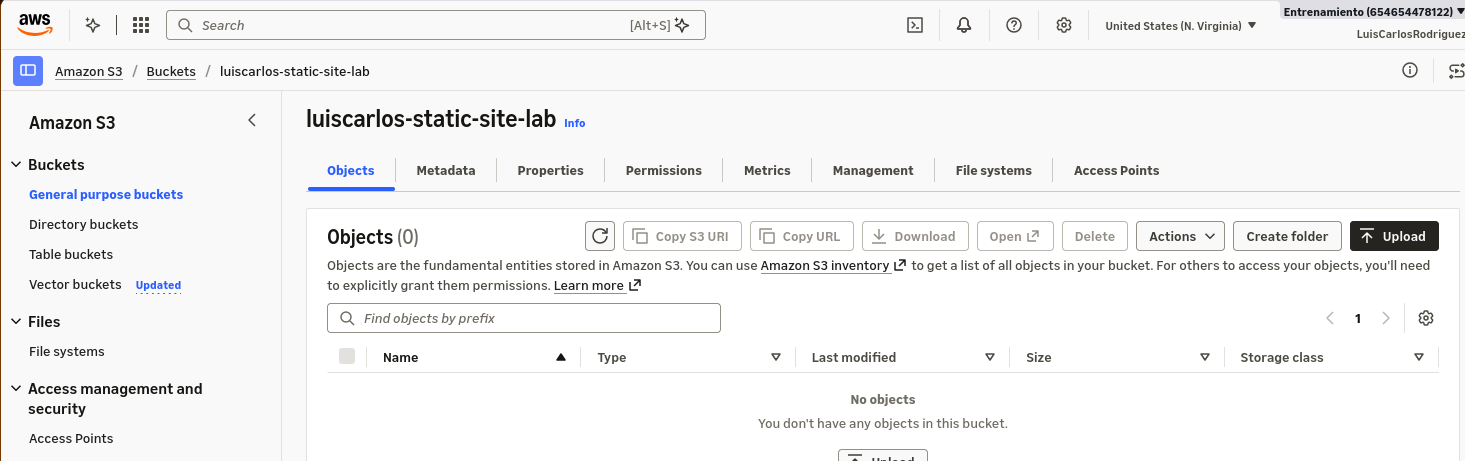 aws
Search
[Alt+S]
United States (N. Virginia)
Entrenamiento (654654478122)
LuisCarlosRodriguez
Amazon S3 / Buckets / luiscarlos-static-site-lab
Amazon S3
Buckets
General purpose buckets
Directory buckets
Table buckets
Vector buckets Updated
Files
File systems
Access management and
security
Access Points
luiscarlos-static-site-lab Info
Objects Metadata Properties Permissions Metrics Management File systems Access Points
Objects (0)
Copy S3 URI Copy URL Download Open Delete Actions Create folder Upload
Objects are the fundamental entities stored in Amazon S3. You can use Amazon S3 inventory to get a list of all objects in your bucket. For others to access your objects, you'll need
to explicitly grant them permissions. Learn more
Find objects by prefix
1
Name Type Last modified Size Storage class
No objects
You don't have any objects in this bucket.
Upload